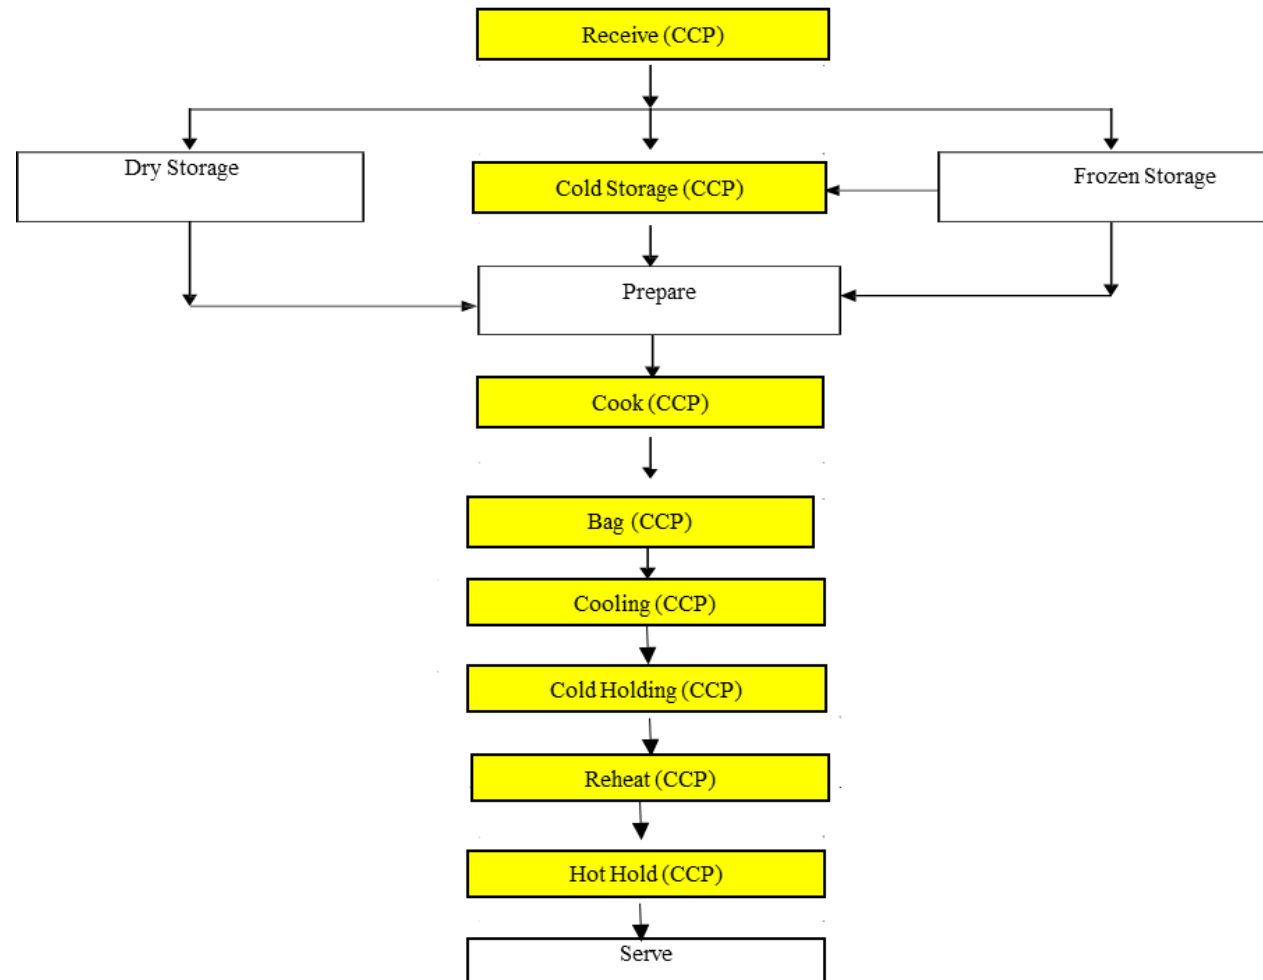 Receive (CCP)
Dry Storage
Cold Storage (CCP)
Frozen Storage
Prepare
Cook (CCP)
Bag (CCP)
Cooling (CCP)
Cold Holding (CCP)
Reheat (CCP)
Hot Hold (CCP)
Serve